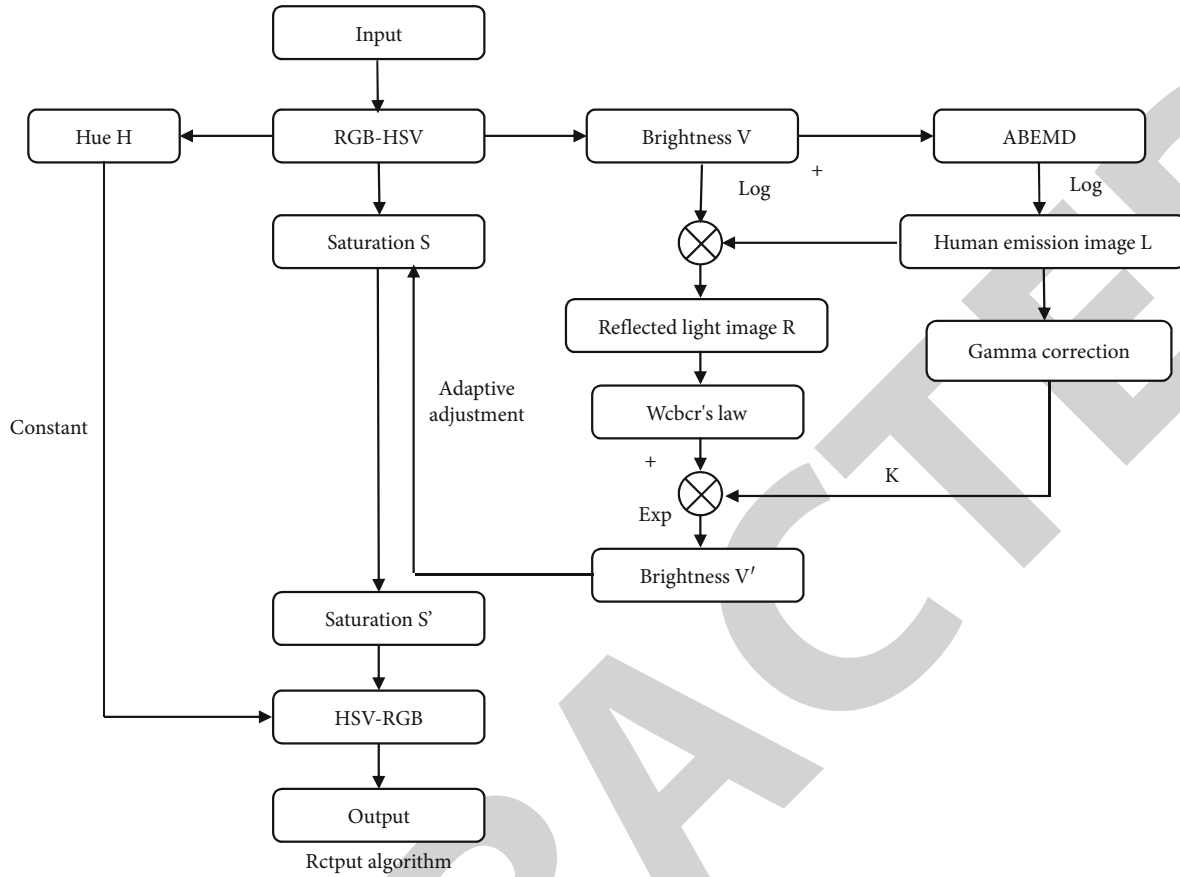 Input
Hue H
RGB-HSV
Brightness V
ABEMD
+
Log
Log
Saturation S
Human emission image L
Reflected light image R
Gamma correction
Adaptive
adjustment
Constant
Wcbcr's law
+
K
Exp
Brightness V'
Saturation S’
HSV-RGB
Output
Rctput algorithm